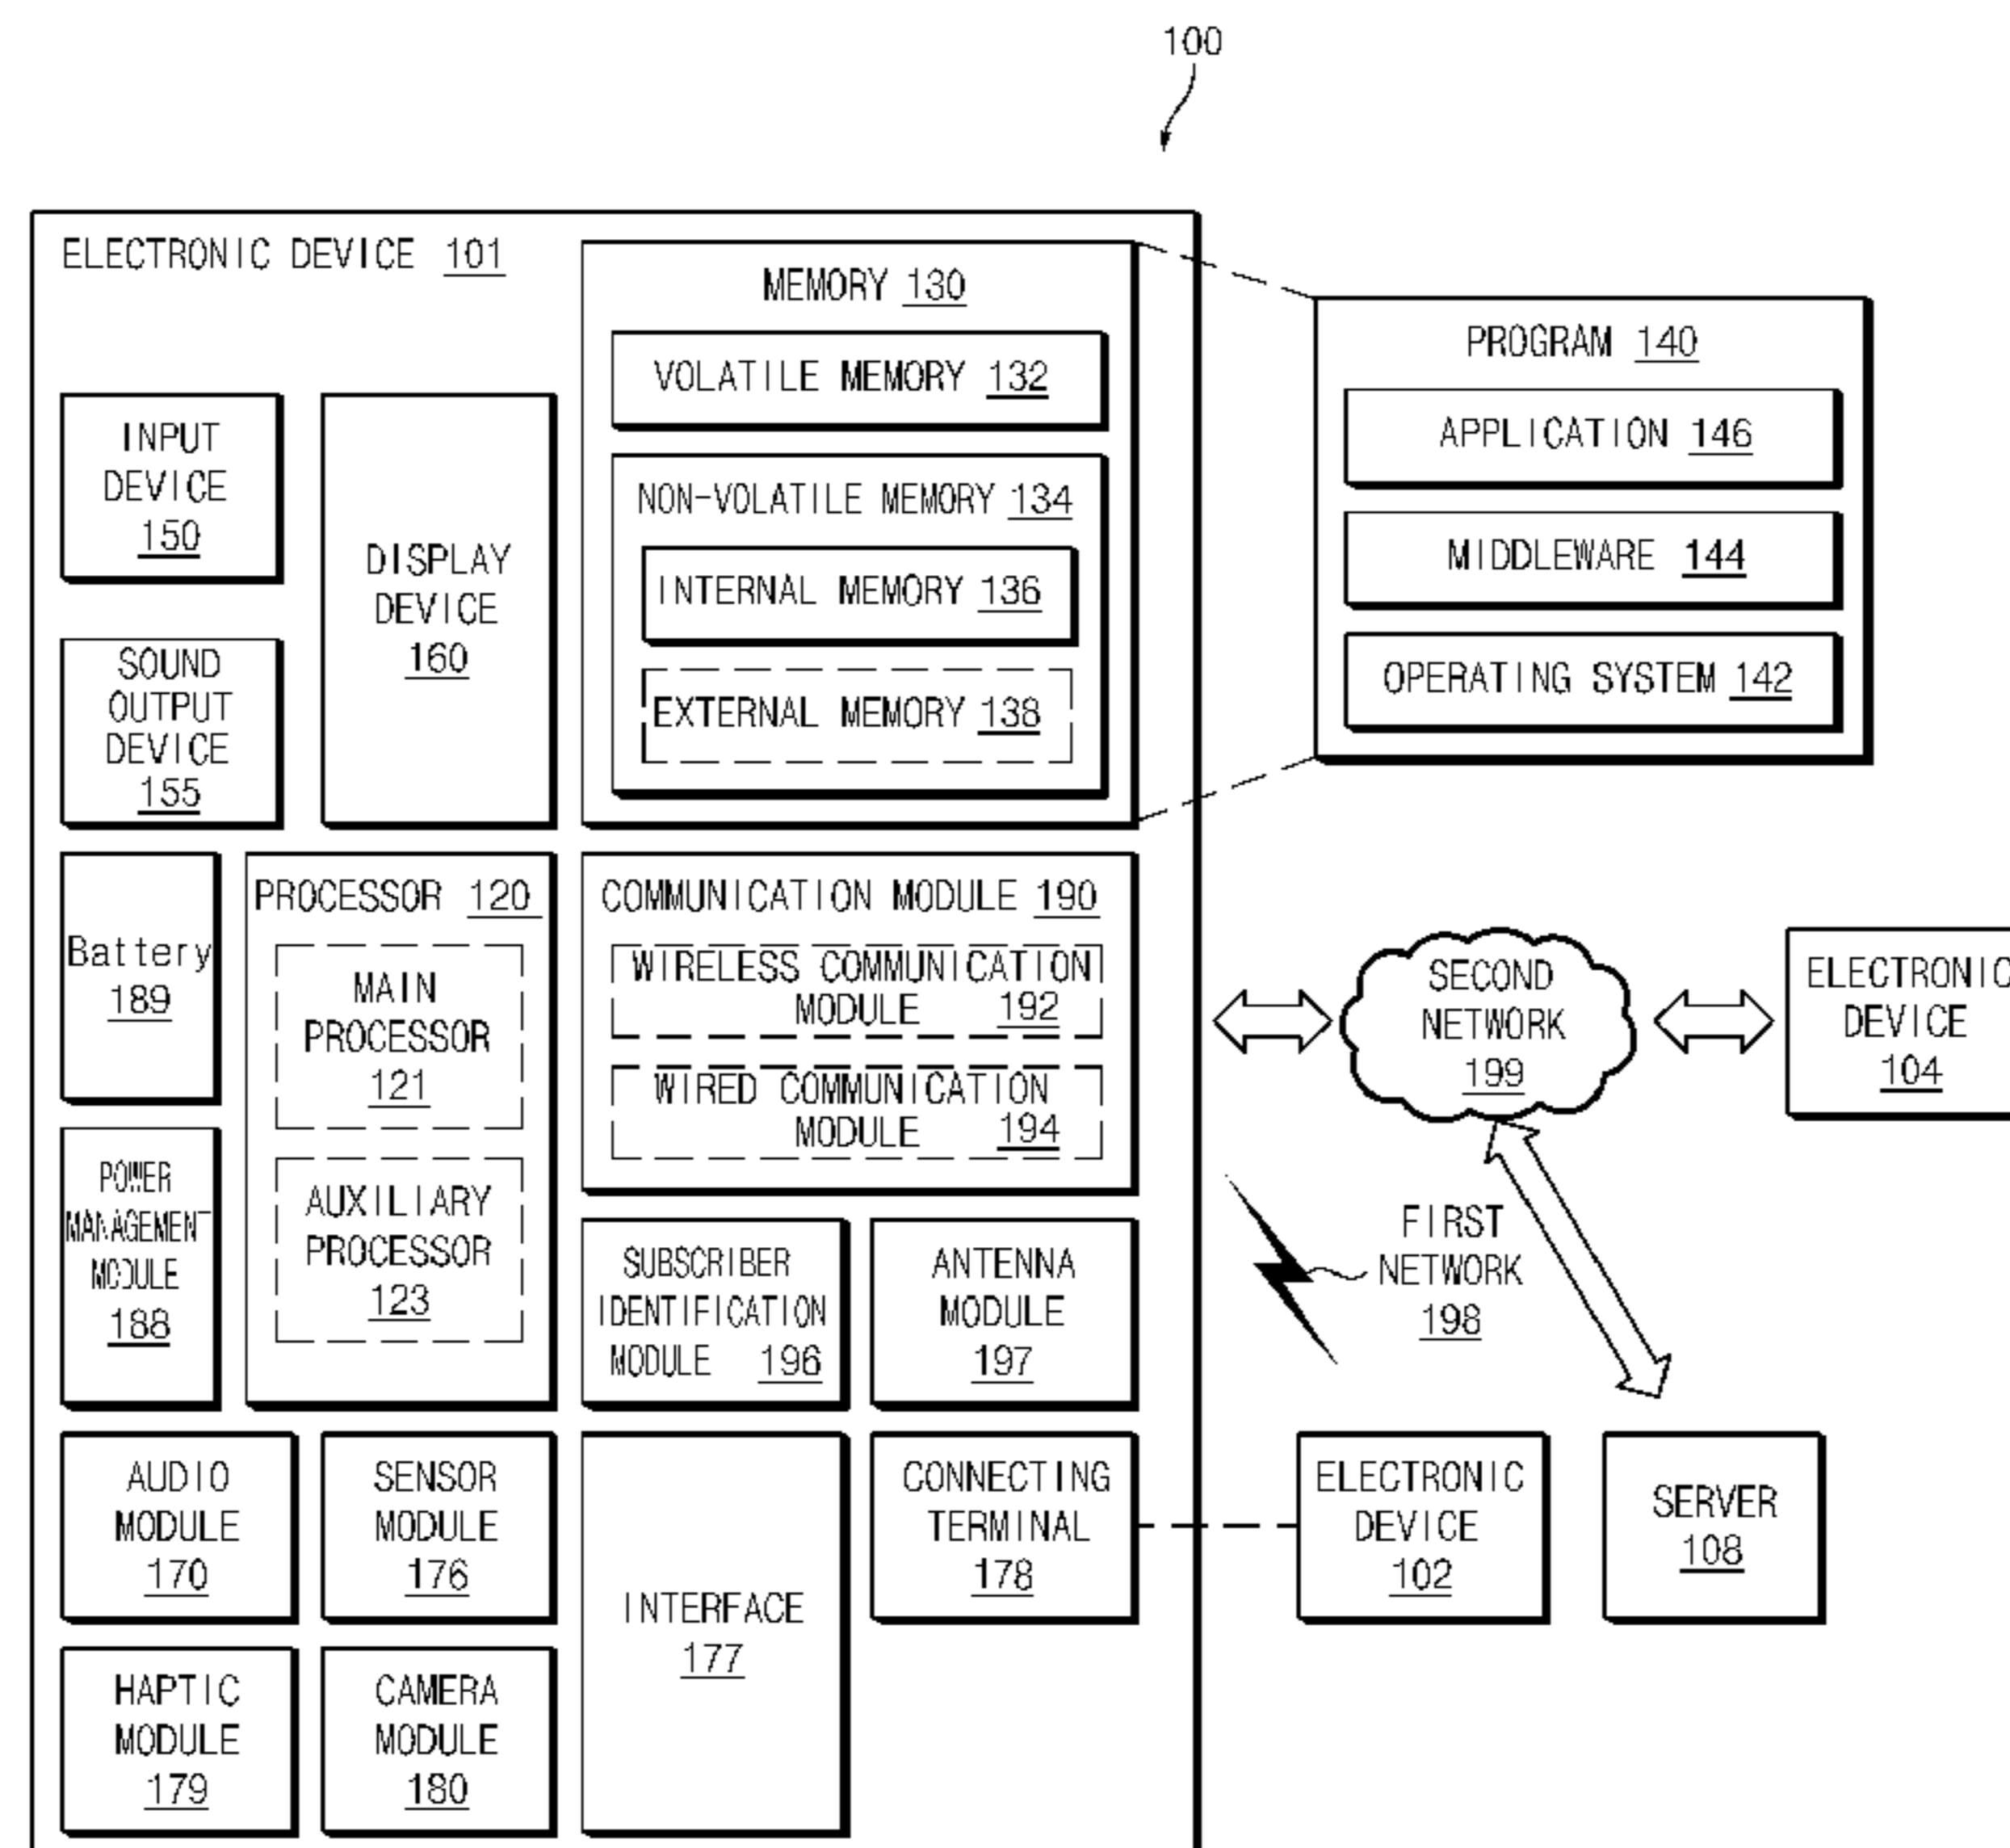 100
ELECTRONIC DEVICE 101
MEMORY 130
VOLATILE MEMORY 132
NON-VOLATILE MEMORY 134
INTERNAL MEMORY 136
EXTERNAL MEMORY 138
PROGRAM 140
APPLICATION 146
MIDDLEWARE 144
OPERATING SYSTEM 142
INPUT
DEVICE
150
SOUND
OUTPUT
DEVICE
155
DISPLAY
DEVICE
160
Battery
189
POWER
MANAGEMENT
MODULE
188
PROCESSOR 120
MAIN
PROCESSOR
121
AUXILIARY
PROCESSOR
123
COMMUNICATION MODULE 190
WIRELESS COMMUNICATION
MODULE 192
WIRED COMMUNICATION
MODULE 194
SUBSCRIBER
IDENTIFICATION
MODULE 196
ANTENNA
MODULE
197
SECOND
NETWORK
199
ELECTRONIC
DEVICE
104
FIRST
NETWORK
198
AUDIO
MODULE
170
SENSOR
MODULE
176
INTERFACE
177
CONNECTING
TERMINAL
178
ELECTRONIC
DEVICE
102
SERVER
108
HAPTIC
MODULE
179
CAMERA
MODULE
180